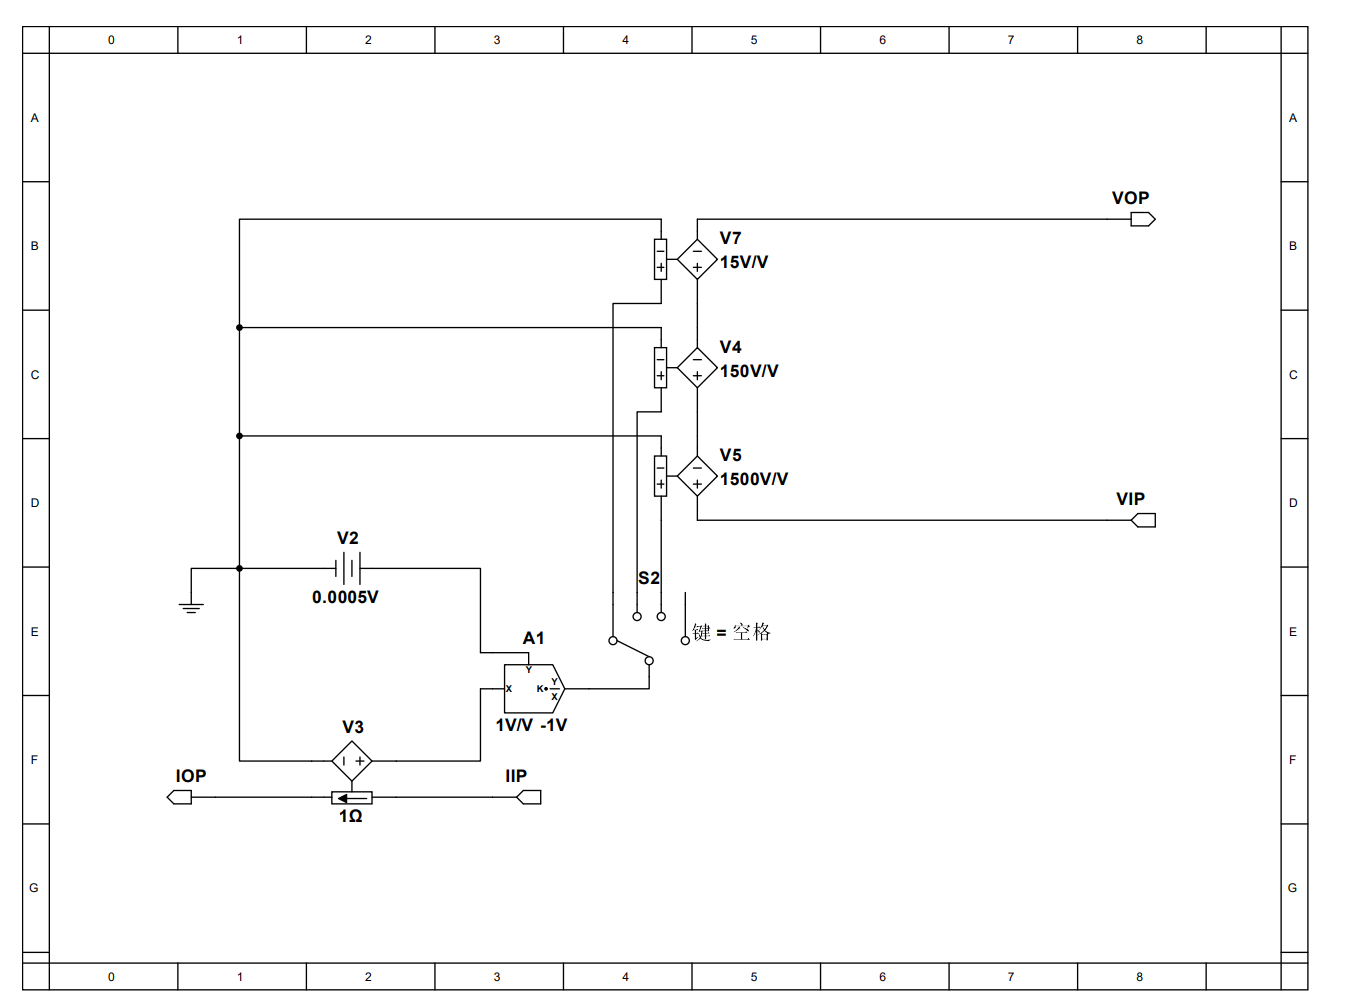 0 1 2 3 4 5 6 7 8
A A
VOP
B B
V7
15V/V
V4
C 150V/V C
V5
1500V/V
VIP
D D
V2
S2
0.0005V
E A1 键 = 空格 E
Y
X K• Y/X
1V/V -1V
V3
F F
IOP IIP
1Ω
G G
0 1 2 3 4 5 6 7 8